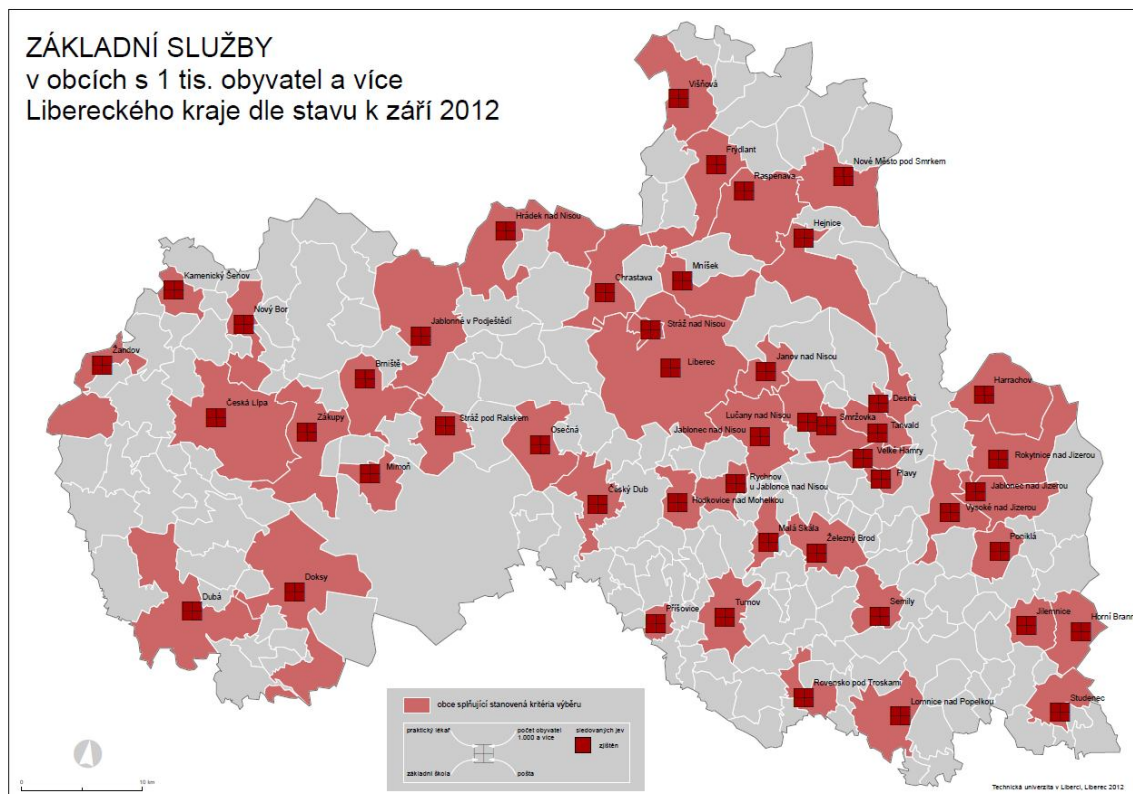 ZÁKLADNÍ SLUŽBY
v obcích s 1 tis. obyvatel a více
Libereckého kraje dle stavu k září 2012
Višňová
Frýdlant
Nové Město pod Smrkem
Raspenava
Hrádek nad Nisou
Hejnice
Mníšek
Kamenický Šenov
Chrastava
Nový Bor
Stráž nad Nisou
Jablonné v Podještědí
Žandov
Janov nad Nisou
Brniště
Liberec
Harrachov
Desná
Česká Lípa
Lučany nad Nisou
Smržovka
Zákupy
Stráž pod Ralskem
Jablonec nad Nisou
Tanvald
Osečná
Velké Hamry
Rokytnice nad Jizerou
Mimoň
Rychnov
u Jablonce nad Nisou
Plavy
Český Dub
Hodkovice nad Mohelkou
Jablonec nad Jizerou
Vysoké nad Jizerou
Malá Skála
Železný Brod
Poniklá
Doksy
Dubá
Příšovice
Turnov
Semily
Jilemnice
Horní Branná
Rovensko pod Troskami
Lomnice nad Popelkou
Studenec
obce splňující stanovená kritéria výběru
praktický lékař
počet obyvatel
1.000 a více
sledovaných jev
zjištěn
základní škola
pošta
0
10 km
Technická univerzita v Liberci, Liberec 2012